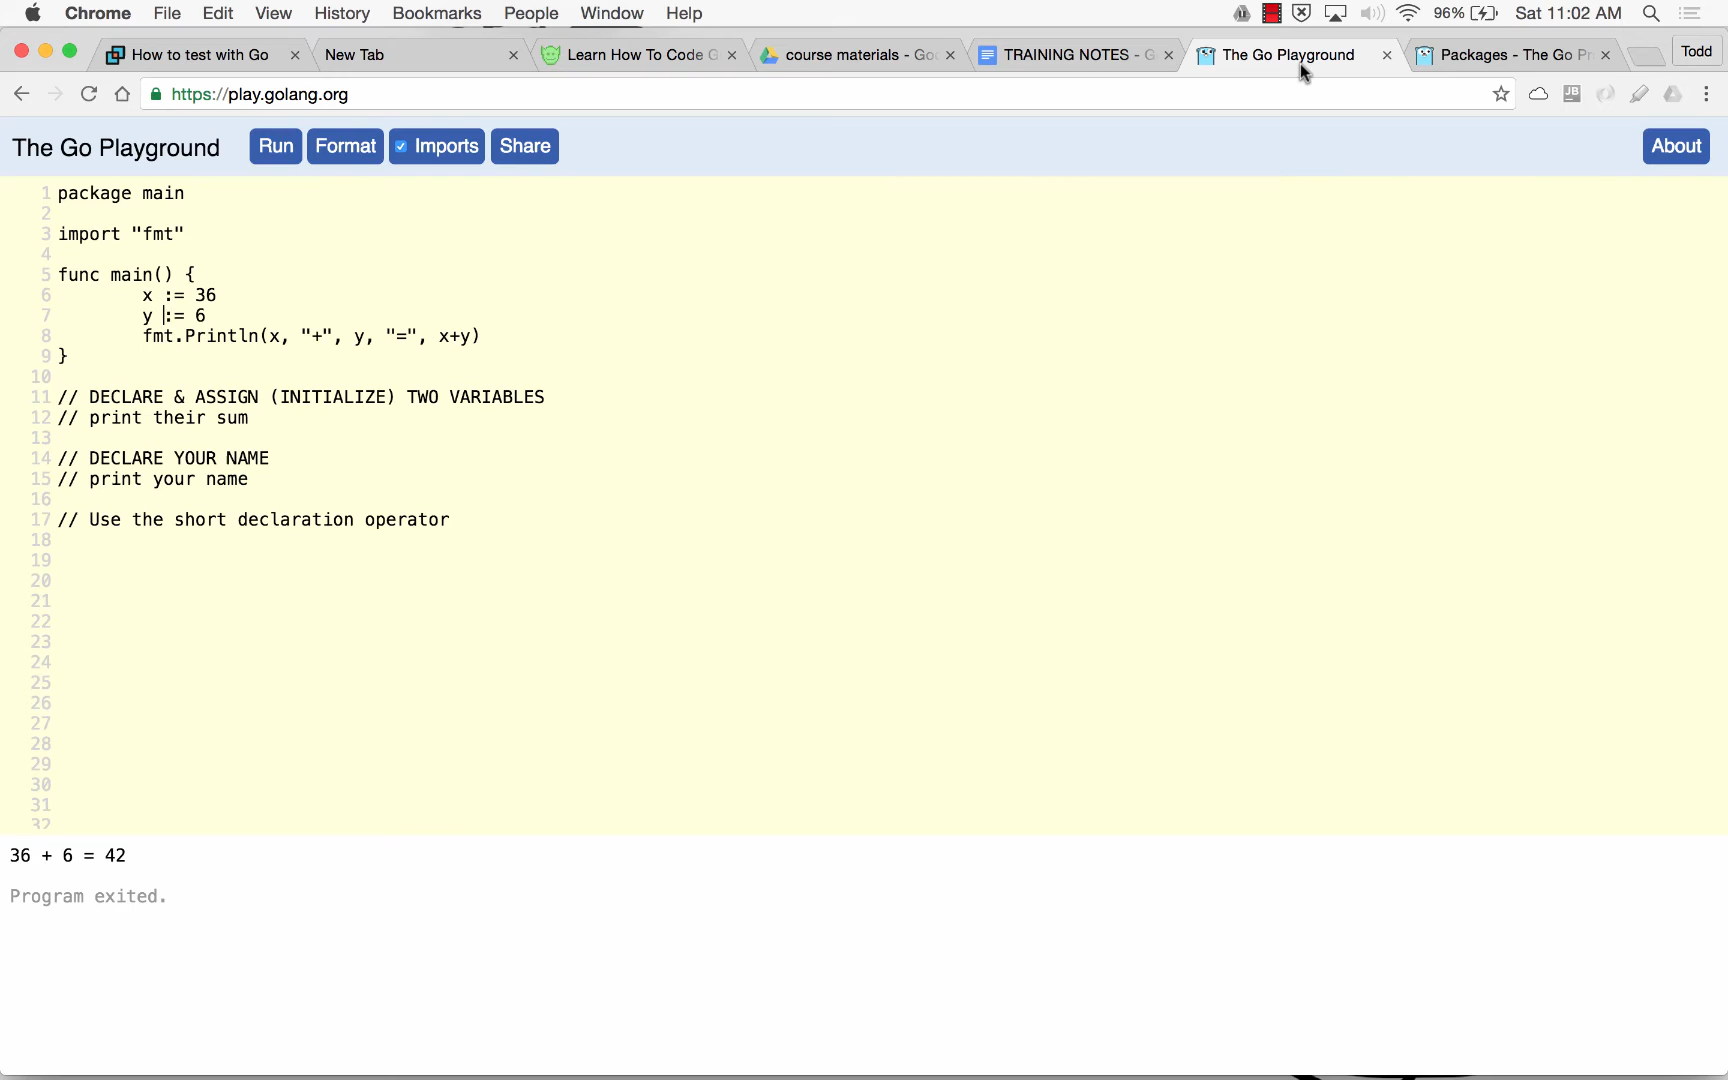 Chrome File Edit View History Bookmarks People Window Help 96% Sat 11:02 AM
How to test with Go New Tab Learn How To Code G course materials - Goo TRAINING NOTES - G The Go Playground Packages - The Go Pr Todd
https://play.golang.org JB
The Go Playground Run Format Imports Share About
1 package main
2
3 import "fmt"
4
5 func main() {
6 x := 36
7 y := 6
8 fmt.Println(x, "+", y, "=", x+y)
9 }
10
11 // DECLARE & ASSIGN (INITIALIZE) TWO VARIABLES
12 // print their sum
13
14 // DECLARE YOUR NAME
15 // print your name
16
17 // Use the short declaration operator
18
19
20
21
22
23
24
25
26
27
28
29
30
31
32
36 + 6 = 42
Program exited.